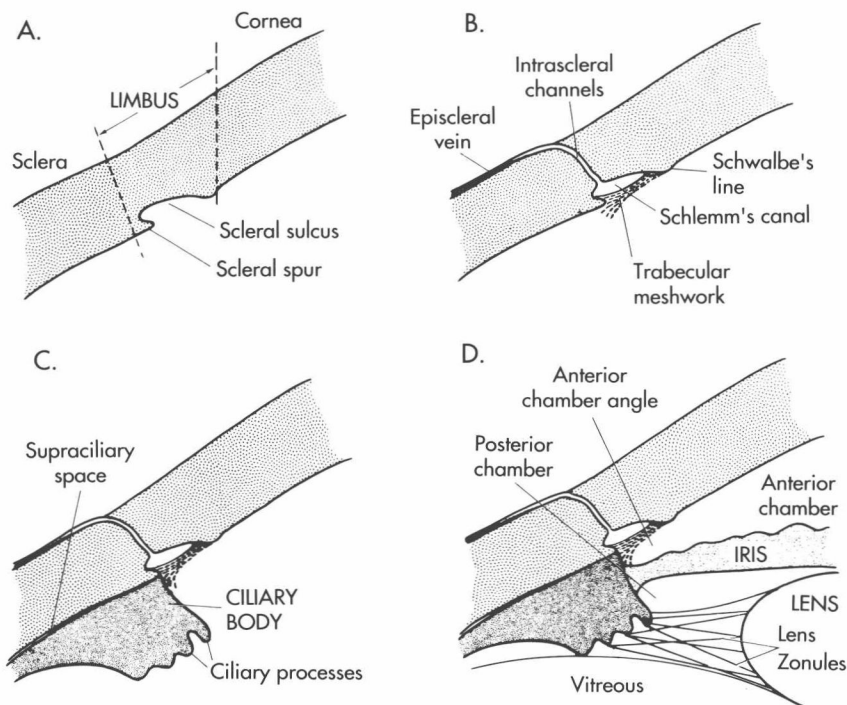 A.
Cornea
LIMBUS
Sclera
Scleral sulcus
Scleral spur
B.
Intrascleral
channels
Episcleral
vein
Schwalbe's
line
Schlemm's canal
Trabecular
meshwork
C.
Supraciliary
space
CILIARY
BODY
Ciliary processes
D.
Anterior
chamber angle
Posterior
chamber
Anterior
chamber
IRIS
LENS
Lens
Zonules
Vitreous